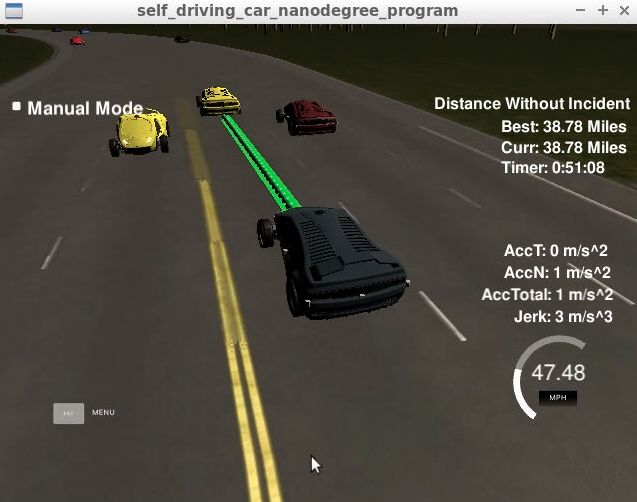 self_driving_car_nanodegree_program
Manual Mode
Distance Without Incident
Best: 38.78 Miles
Curr: 38.78 Miles
Timer: 0:51:08
AccT: 0 m/s^2
AccN: 1 m/s^2
AccTotal: 1 m/s^2
Jerk: 3 m/s^3
47.48
MPH
ESC MENU